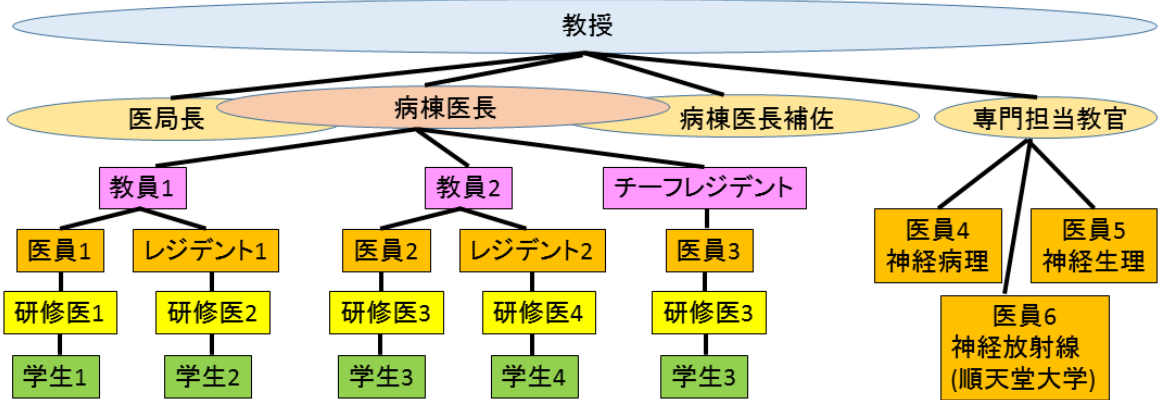 教授
医局長
病棟医長
病棟医長補佐
専門担当教官
教員1
教員2
チーフレジデント
医員1
レジデント1
医員2
レジデント2
医員3
医員4
神経病理
医員5
神経生理
研修医1
研修医2
研修医3
研修医4
研修医3
医員6
神経放射線
(順天堂大学)
学生1
学生2
学生3
学生4
学生3